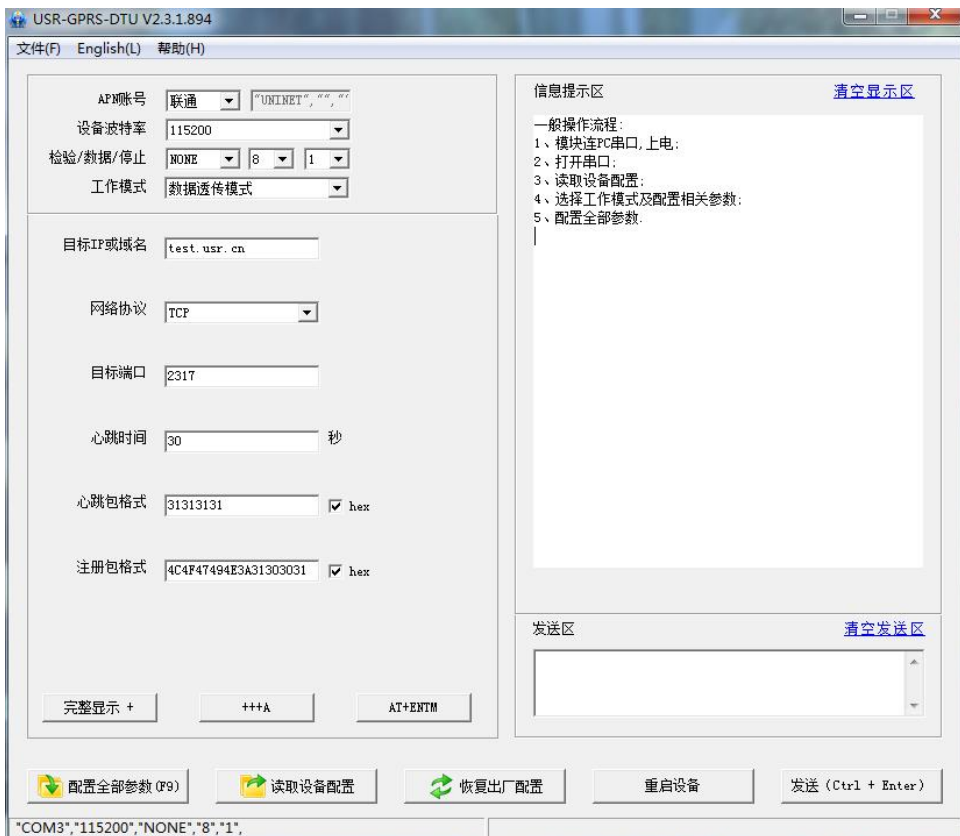 USR-GPRS-DTU V2.3.1.894
文件(F) English(L) 帮助(H)
APN账号 联通 "UNINET","","
设备波特率 115200
检验/数据/停止 NONE 8 1
工作模式 数据透传模式
目标IP或域名 test.usr.cn
网络协议 TCP
目标端口 2317
心跳时间 30 秒
心跳包格式 31313131 hex
注册包格式 4C4F47494E3A31303031 hex
完整显示 + +++A AT+ENTM
信息提示区 清空显示区
一般操作流程:
1、模块连PC串口,上电;
2、打开串口;
3、读取设备配置;
4、选择工作模式及配置相关参数;
5、配置全部参数.
发送区 清空发送区
配置全部参数(F9) 读取设备配置 恢复出厂配置 重启设备 发送 (Ctrl + Enter)
"COM3","115200","NONE","8","1",